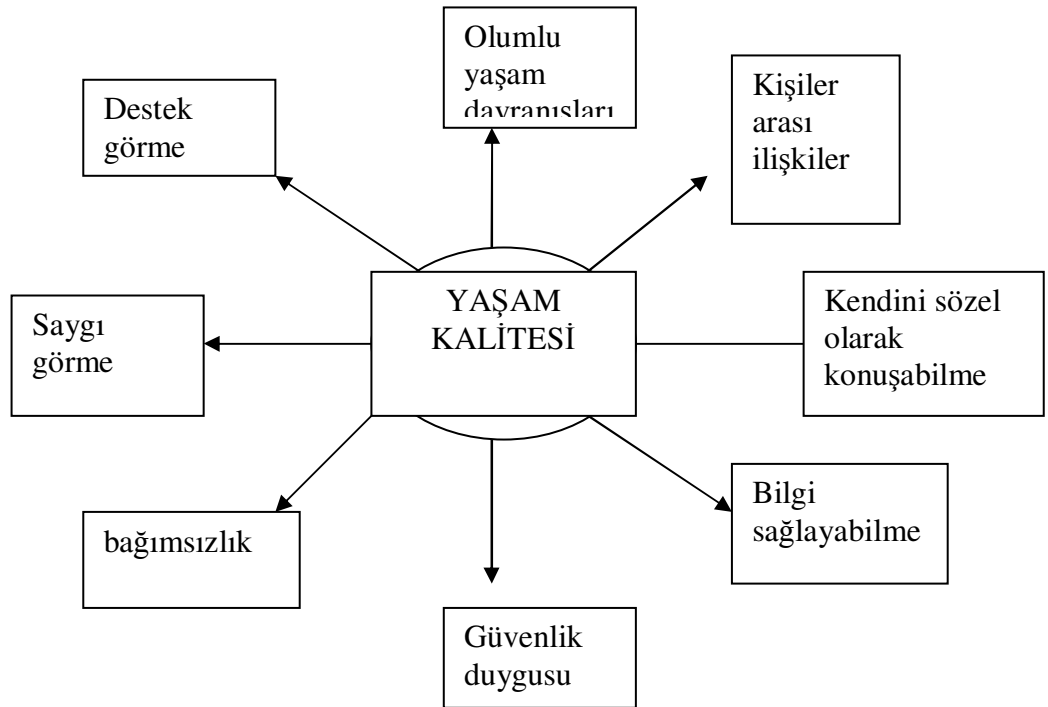 Olumlu
yaşam
davranışları
Kişiler
arası
ilişkiler
Destek
görme
YAŞAM
KALİTESİ
Kendini sözel
olarak
konuşabilme
Saygı
görme
Bilgi
sağlayabilme
bağımsızlık
Güvenlik
duygusu